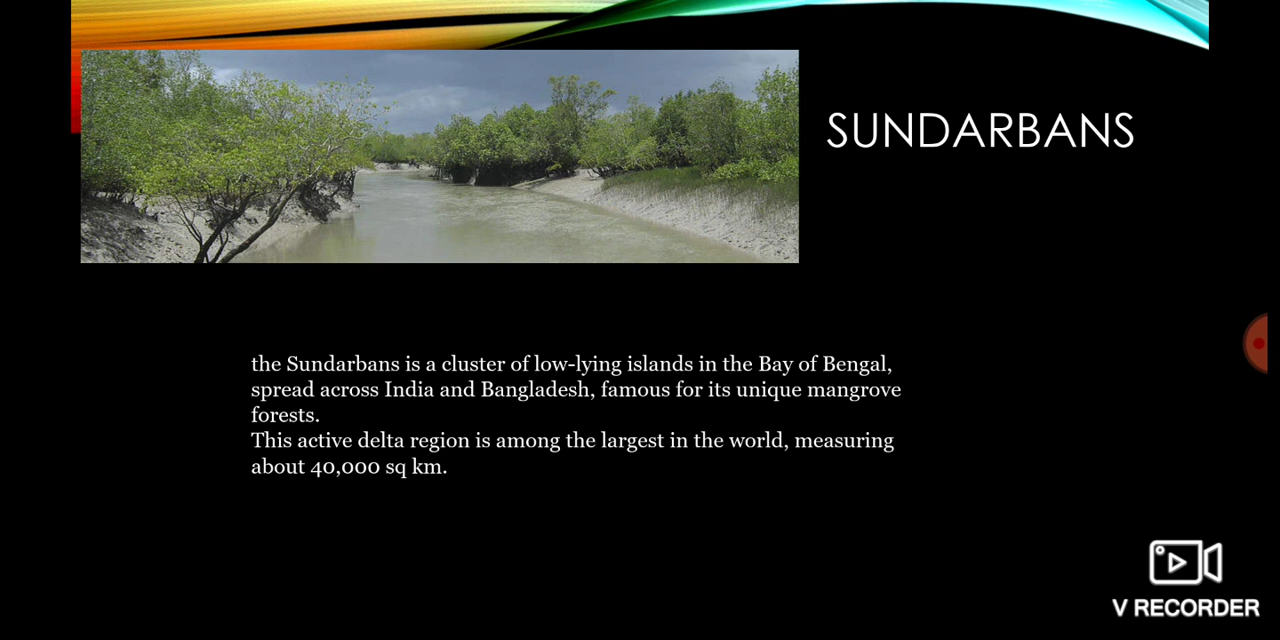 SUNDARBANS
the Sundarbans is a cluster of low-lying islands in the Bay of Bengal,
spread across India and Bangladesh, famous for its unique mangrove
forests.
This active delta region is among the largest in the world, measuring
about 40,000 sq km.
V RECORDER